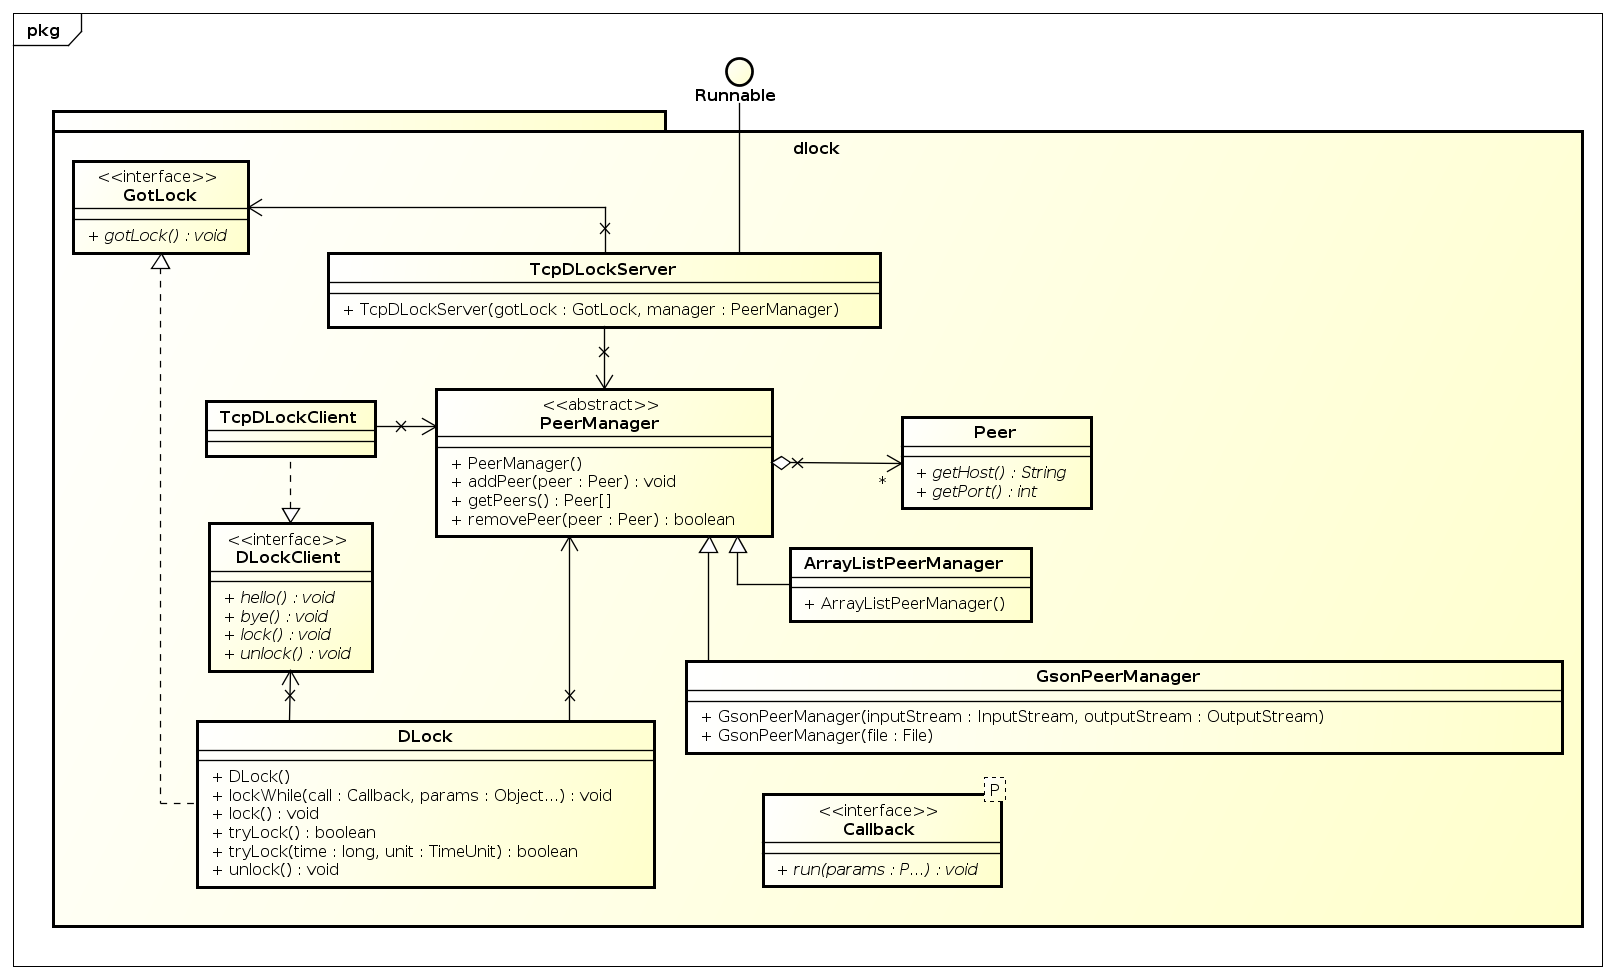 pkg
Runnable
dlock
<<interface>>
GotLock
+ gotLock() : void
TcpDLockServer
+ TcpDLockServer(gotLock : GotLock, manager : PeerManager)
TcpDLockClient
<<abstract>>
PeerManager
+ PeerManager()
+ addPeer(peer : Peer) : void
+ getPeers() : Peer[]
+ removePeer(peer : Peer) : boolean
*
Peer
+ getHost() : String
+ getPort() : int
<<interface>>
DLockClient
+ hello() : void
+ bye() : void
+ lock() : void
+ unlock() : void
ArrayListPeerManager
+ ArrayListPeerManager()
GsonPeerManager
+ GsonPeerManager(inputStream : InputStream, outputStream : OutputStream)
+ GsonPeerManager(file : File)
DLock
+ DLock()
+ lockWhile(call : Callback, params : Object...) : void
+ lock() : void
+ tryLock() : boolean
+ tryLock(time : long, unit : TimeUnit) : boolean
+ unlock() : void
P
<<interface>>
Callback
+ run(params : P...) : void